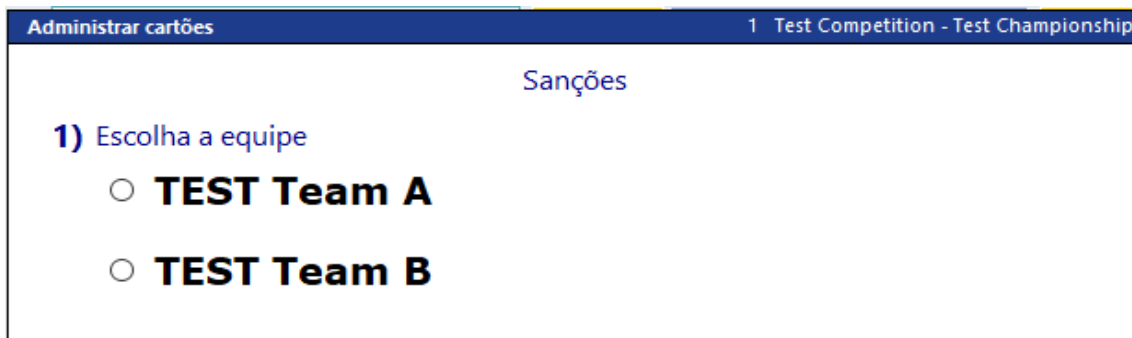 Administrar cartões 1 Test Competition - Test Championship
Sanções
1) Escolha a equipe
TEST Team A
TEST Team B